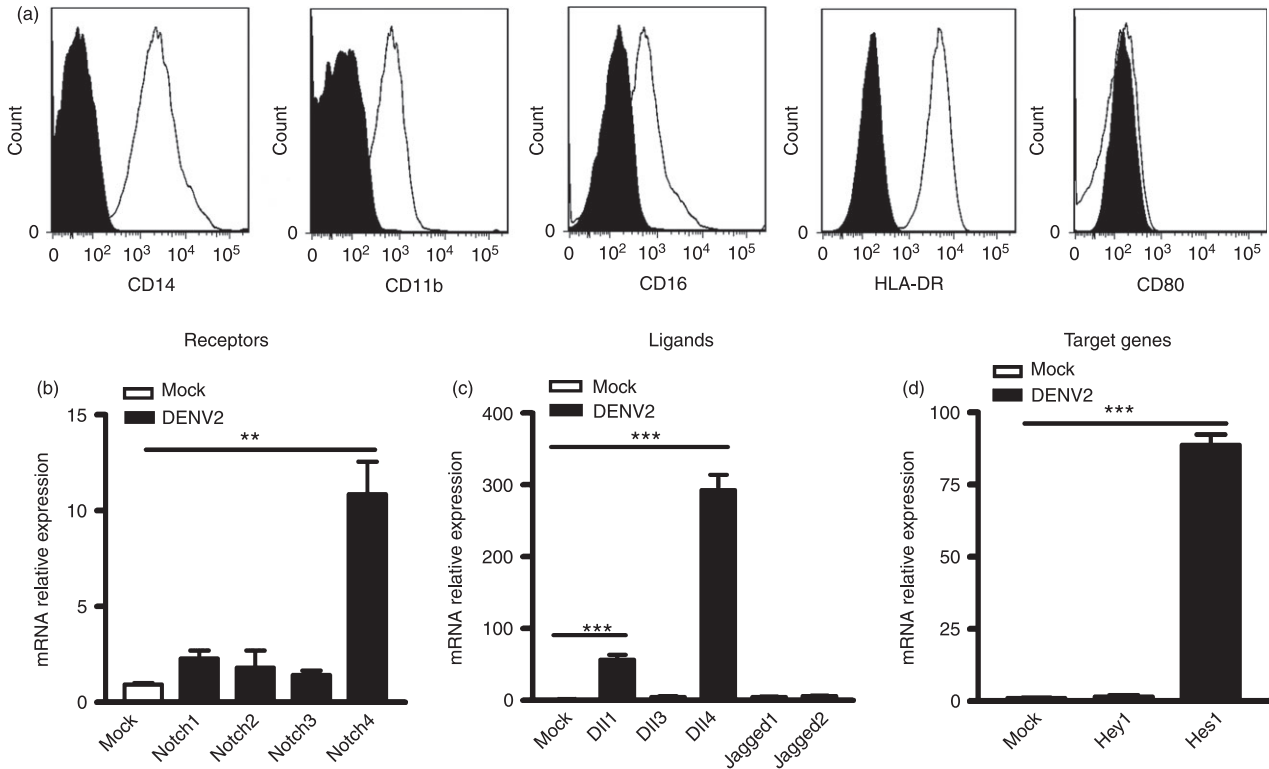 (a)
Count
0
0 10² 10³ 10⁴ 10⁵
CD14
Count
0
0 10² 10³ 10⁴ 10⁵
CD11b
Count
0
0 10² 10³ 10⁴ 10⁵
CD16
Count
0
0 10² 10³ 10⁴ 10⁵
HLA-DR
Count
0
0 10² 10³ 10⁴ 10⁵
CD80
Receptors
(b)
Mock
DENV2
**
mRNA relative expression
15
10
5
0
Mock Notch1 Notch2 Notch3 Notch4
Ligands
(c)
Mock
DENV2
***
***
mRNA relative expression
400
300
200
100
0
Mock Dll1 Dll3 Dll4 Jagged1 Jagged2
Target genes
(d)
Mock
DENV2
***
mRNA relative expression
100
75
50
25
0
Mock Hey1 Hes1